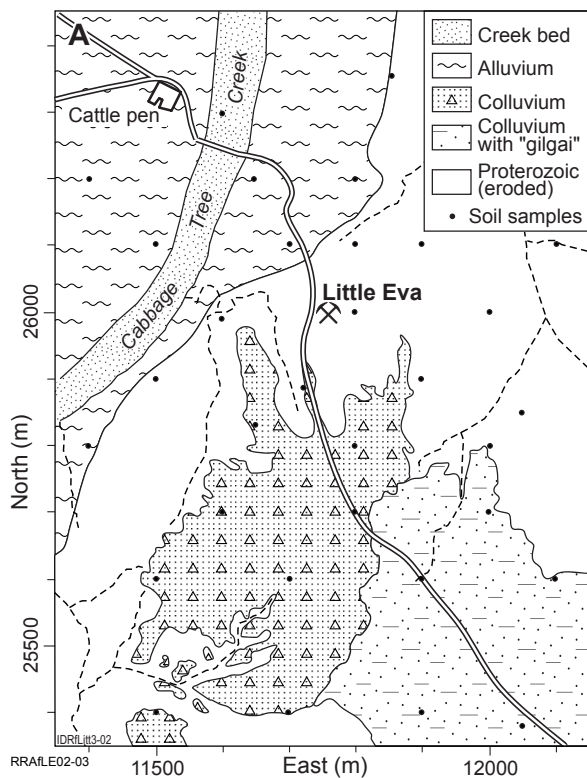 A
Creek
Tree
Cabbage
Cattle pen
Little Eva
Creek bed
Alluvium
Colluvium
Colluvium
with "gilgai"
Proterozoic
(eroded)
Soil samples
26000
North (m)
25500
IDRfLitt3-02
RRAfLE02-03
11500
East (m)
12000